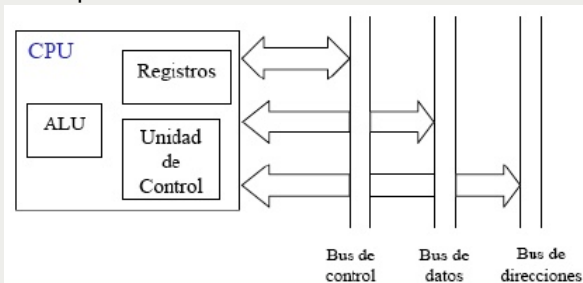 CPU
Registros
ALU
Unidad
de
Control
Bus de
control
Bus de
datos
Bus de
direcciones